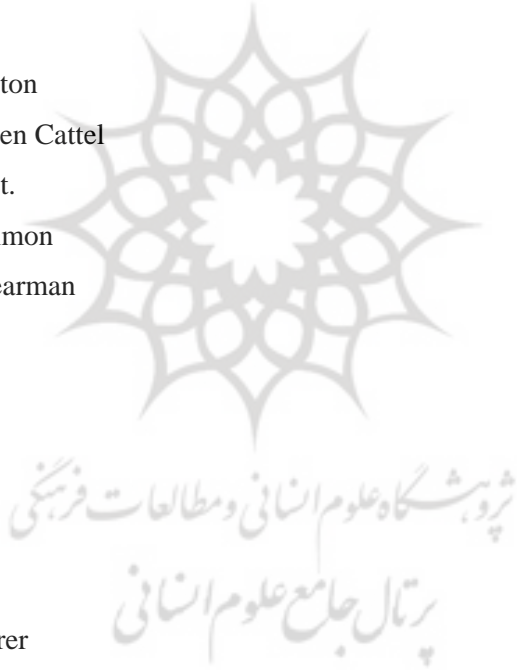 ton
en Cattel
t.
mon
earman
پژوهشگاه علوم انسانی و مطالعات فرهنگی
پرتال جامع علوم انسانی
rer